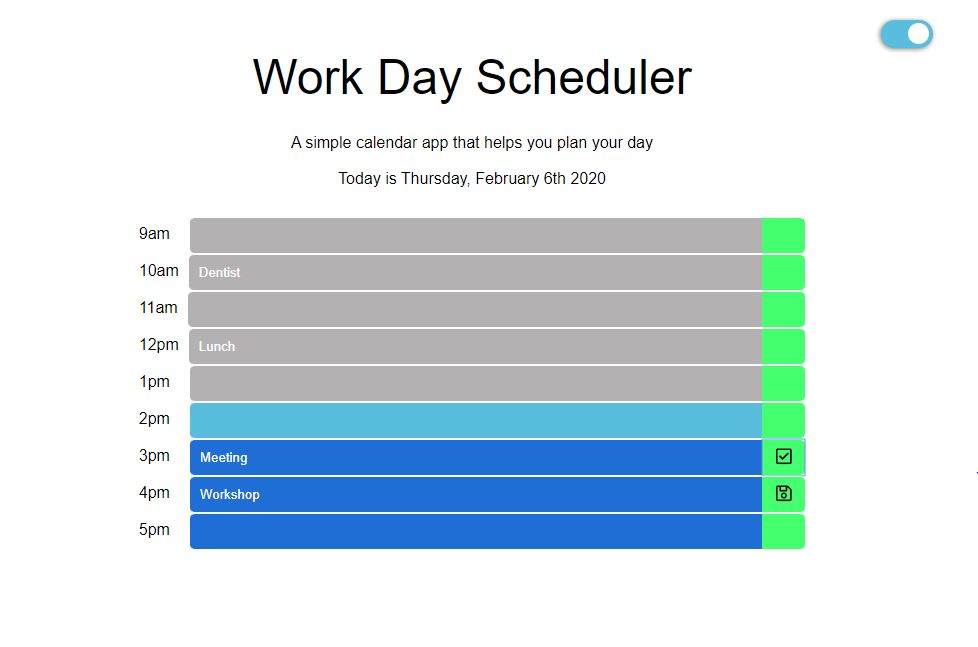 Work Day Scheduler
A simple calendar app that helps you plan your day
Today is Thursday, February 6th 2020
9am
10am Dentist
11am
12pm Lunch
1pm
2pm
3pm Meeting
4pm Workshop
5pm